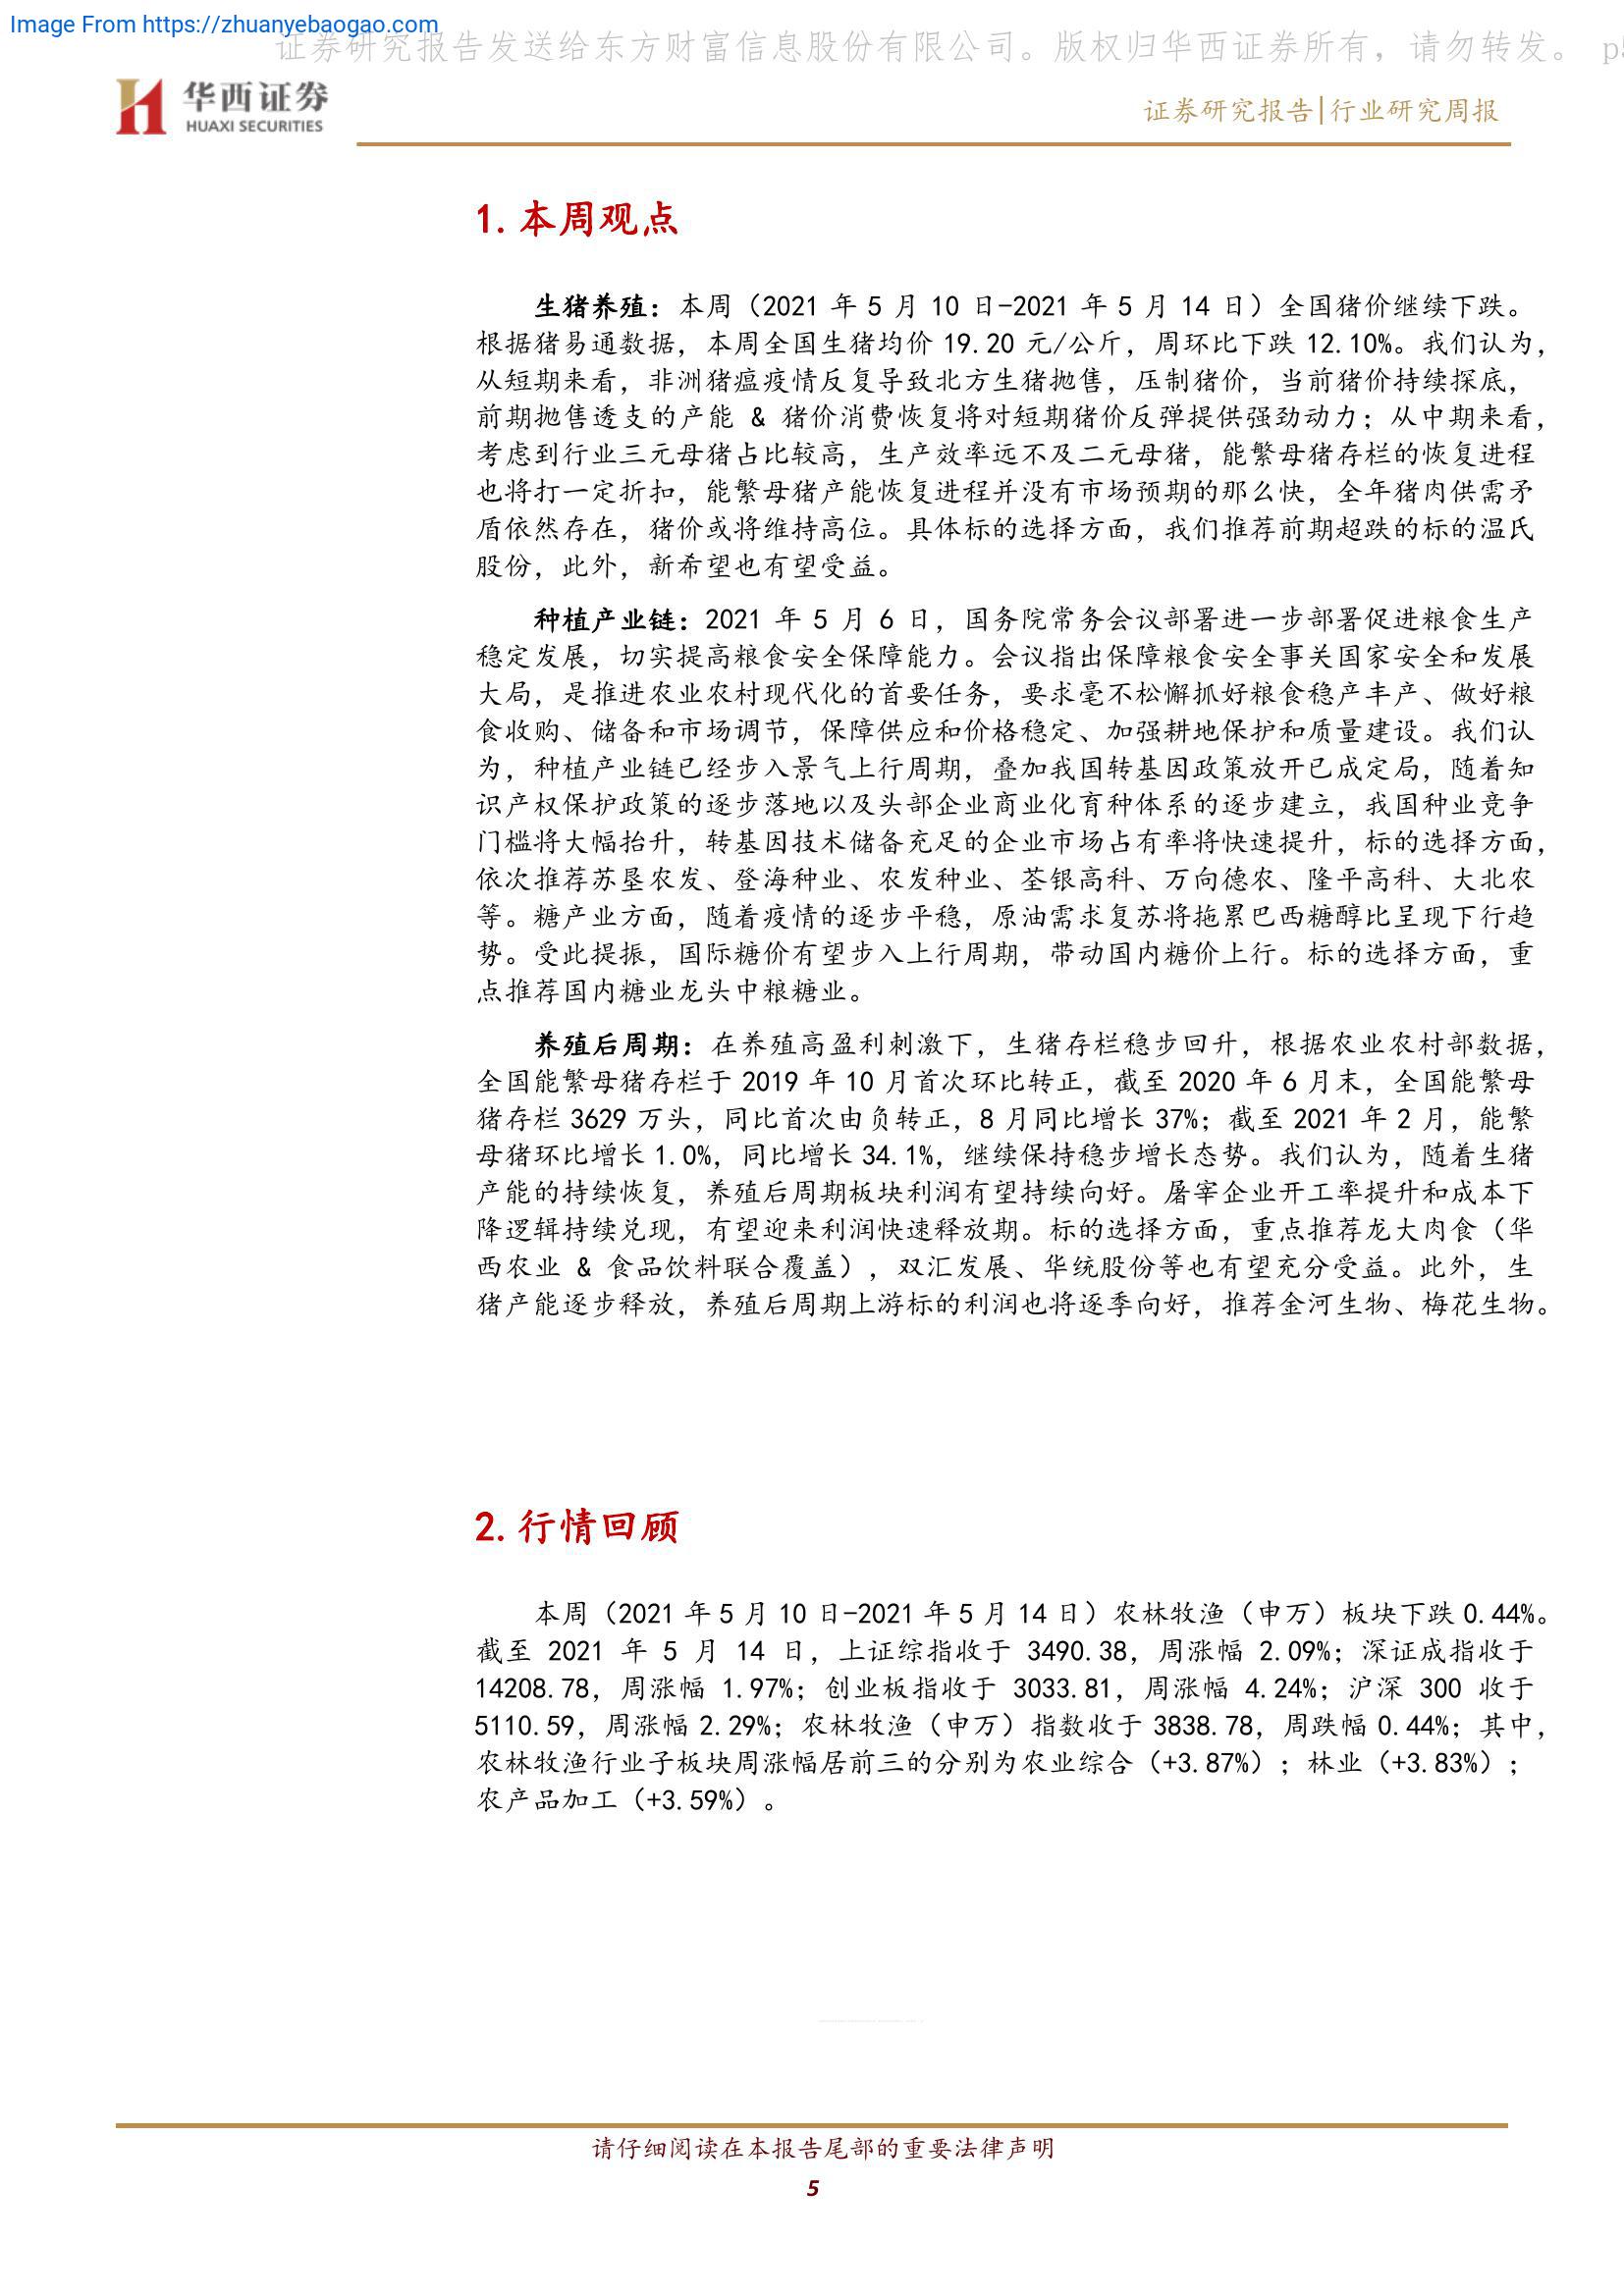 Image From https://zhuanyebaogao.com
证券研究报告发送给东方财富信息股份有限公司。版权归华西证券所有，请勿转发。 p
华西证券
HUAXI SECURITIES
证券研究报告|行业研究周报
1. 本周观点
生猪养殖：本周（2021 年 5 月 10 日-2021 年 5 月 14 日）全国猪价继续下跌。
根据猪易通数据，本周全国生猪均价 19.20 元/公斤，周环比下跌 12.10%。我们认为，
从短期来看，非洲猪瘟疫情反复导致北方生猪抛售，压制猪价，当前猪价持续探底，
前期抛售透支的产能 & 猪价消费恢复将对短期猪价反弹提供强劲动力；从中期来看，
考虑到行业三元母猪占比较高，生产效率远不及二元母猪，能繁母猪存栏的恢复进程
也将打一定折扣，能繁母猪产能恢复进程并没有市场预期的那么快，全年猪肉供需矛
盾依然存在，猪价或将维持高位。具体标的选择方面，我们推荐前期超跌的标的温氏
股份，此外，新希望也有望受益。
种植产业链：2021 年 5 月 6 日，国务院常务会议部署进一步部署促进粮食生产
稳定发展，切实提高粮食安全保障能力。会议指出保障粮食安全事关国家安全和发展
大局，是推进农业农村现代化的首要任务，要求毫不松懈抓好粮食稳产丰产、做好粮
食收购、储备和市场调节，保障供应和价格稳定、加强耕地保护和质量建设。我们认
为，种植产业链已经步入景气上行周期，叠加我国转基因政策放开已成定局，随着知
识产权保护政策的逐步落地以及头部企业商业化育种体系的逐步建立，我国种业竞争
门槛将大幅抬升，转基因技术储备充足的企业市场占有率将快速提升，标的选择方面，
依次推荐苏垦农发、登海种业、农发种业、荃银高科、万向德农、隆平高科、大北农
等。糖产业方面，随着疫情的逐步平稳，原油需求复苏将拖累巴西糖醇比呈现下行趋
势。受此提振，国际糖价有望步入上行周期，带动国内糖价上行。标的选择方面，重
点推荐国内糖业龙头中粮糖业。
养殖后周期：在养殖高盈利刺激下，生猪存栏稳步回升，根据农业农村部数据，
全国能繁母猪存栏于 2019 年 10 月首次环比转正，截至 2020 年 6 月末，全国能繁母
猪存栏 3629 万头，同比首次由负转正，8 月同比增长 37%；截至 2021 年 2 月，能繁
母猪环比增长 1.0%，同比增长 34.1%，继续保持稳步增长态势。我们认为，随着生猪
产能的持续恢复，养殖后周期板块利润有望持续向好。屠宰企业开工率提升和成本下
降逻辑持续兑现，有望迎来利润快速释放期。标的选择方面，重点推荐龙大肉食（华
西农业 & 食品饮料联合覆盖），双汇发展、华统股份等也有望充分受益。此外，生
猪产能逐步释放，养殖后周期上游标的利润也将逐季向好，推荐金河生物、梅花生物。
2. 行情回顾
本周（2021 年 5 月 10 日-2021 年 5 月 14 日）农林牧渔（申万）板块下跌 0.44%。
截至 2021 年 5 月 14 日，上证综指收于 3490.38，周涨幅 2.09%；深证成指收于
14208.78，周涨幅 1.97%；创业板指收于 3033.81，周涨幅 4.24%；沪深 300 收于
5110.59，周涨幅 2.29%；农林牧渔（申万）指数收于 3838.78，周跌幅 0.44%；其中，
农林牧渔行业子板块周涨幅居前三的分别为农业综合（+3.87%）；林业（+3.83%）；
农产品加工（+3.59%）。
请仔细阅读在本报告尾部的重要法律声明
5